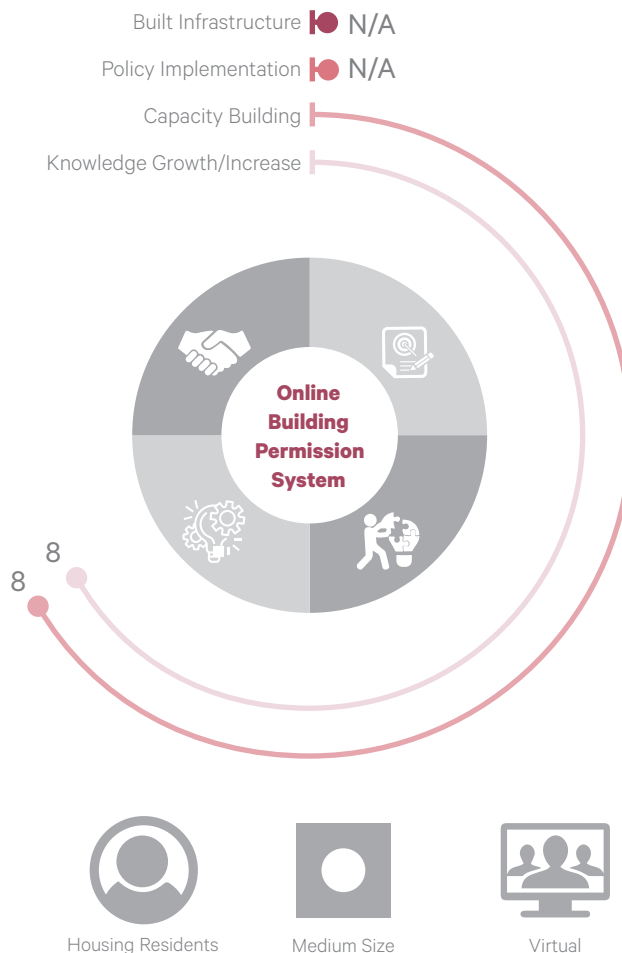 Built Infrastructure N/A
Policy Implementation N/A
Capacity Building
Knowledge Growth/Increase
Online
Building
Permission
System
8
8
Housing Residents Medium Size Virtual